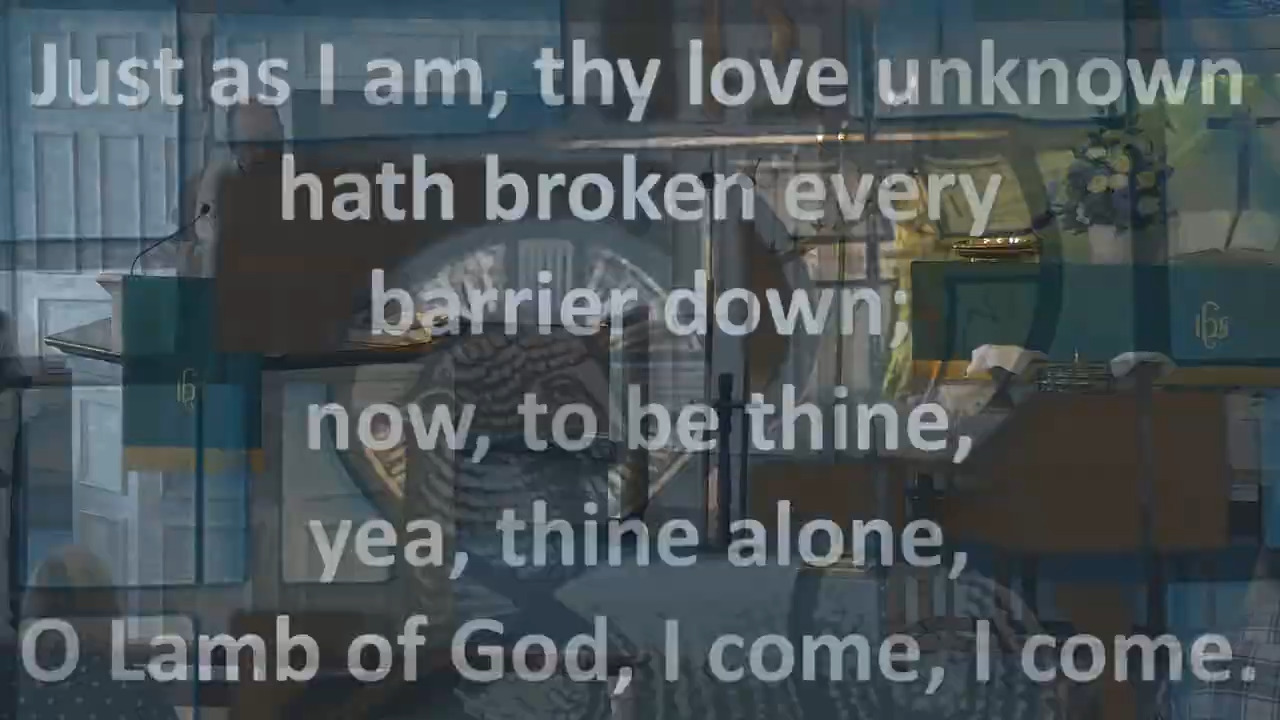 Just as I am, thy love unknown
hath broken every
barrier down;
now, to be thine,
yea, thine alone,
O Lamb of God, I come, I come.